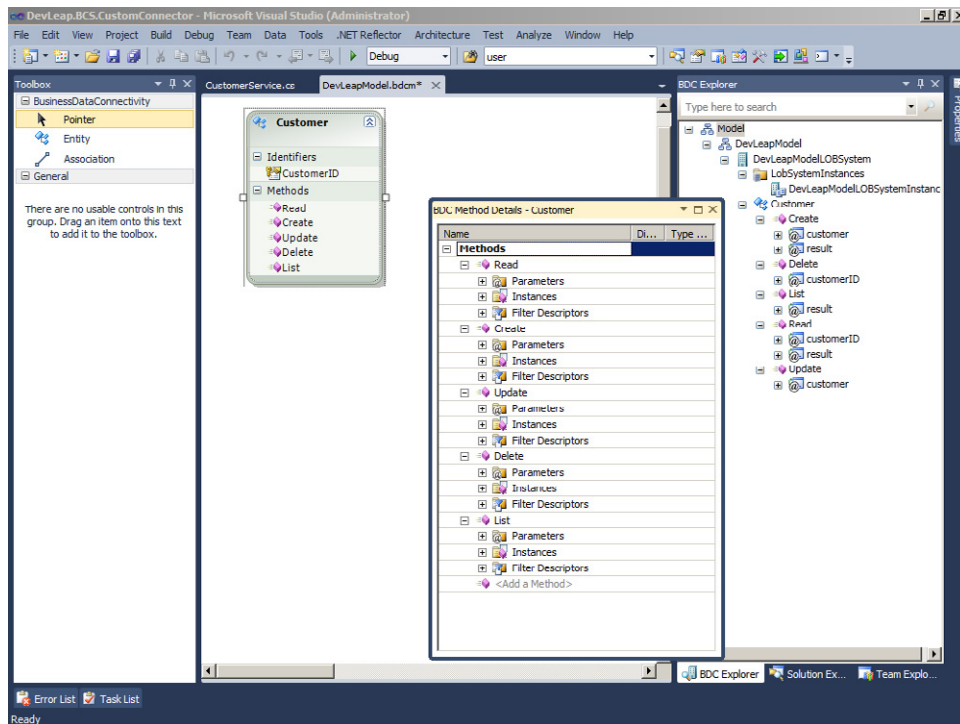 DevLeap.BCS.CustomConnector - Microsoft Visual Studio (Administrator)
File Edit View Project Build Debug Team Data Tools .NET Reflector Architecture Test Analyze Window Help
Debug user
Toolbox
BusinessDataConnectivity
Pointer
Entity
Association
General
There are no usable controls in this
group. Drag an item onto this text
to add it to the toolbox.
CustomerService.cs DevLeapModel.bdcm*
Customer
Identifiers
CustomerID
Methods
Read
Create
Update
Delete
List
BDC Method Details - Customer
Name Di... Type ...
Methods
Read
Parameters
Instances
Filter Descriptors
Create
Parameters
Instances
Filter Descriptors
Update
Parameters
Instances
Filter Descriptors
Delete
Parameters
Instances
Filter Descriptors
List
Parameters
Instances
Filter Descriptors
<Add a Method>
BDC Explorer
Type here to search
Model
DevLeapModel
DevLeapModelLOBSystem
LobSystemInstances
DevLeapModelLOBSystemInstanc
Customer
Create
customer
result
Delete
customerID
List
result
Read
customerID
result
Update
customer
BDC Explorer Solution Ex... Team Explo...
Properties
Error List Task List
Ready